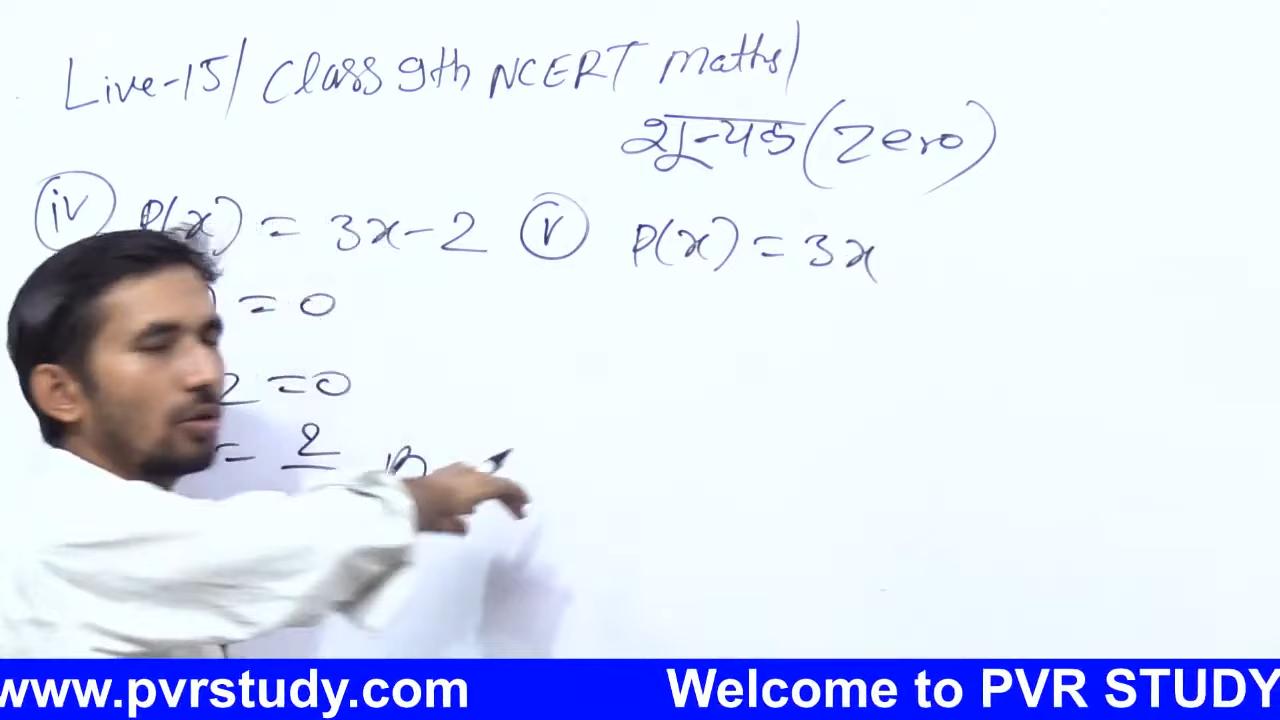 Live-15/ Class 9th NCERT Maths/
शून्यक (Zero)
iv P(x) = 3x - 2
= 0
2 = 0
= 2
v P(x) = 3x
www.pvrstudy.com Welcome to PVR STUDY